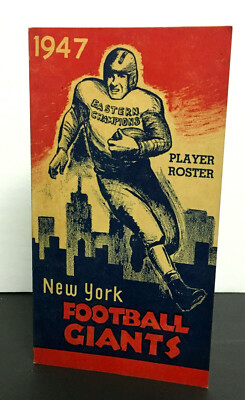 1947
EASTERN
CHAMPIONS
PLAYER
ROSTER
New York
FOOTBALL
GIANTS